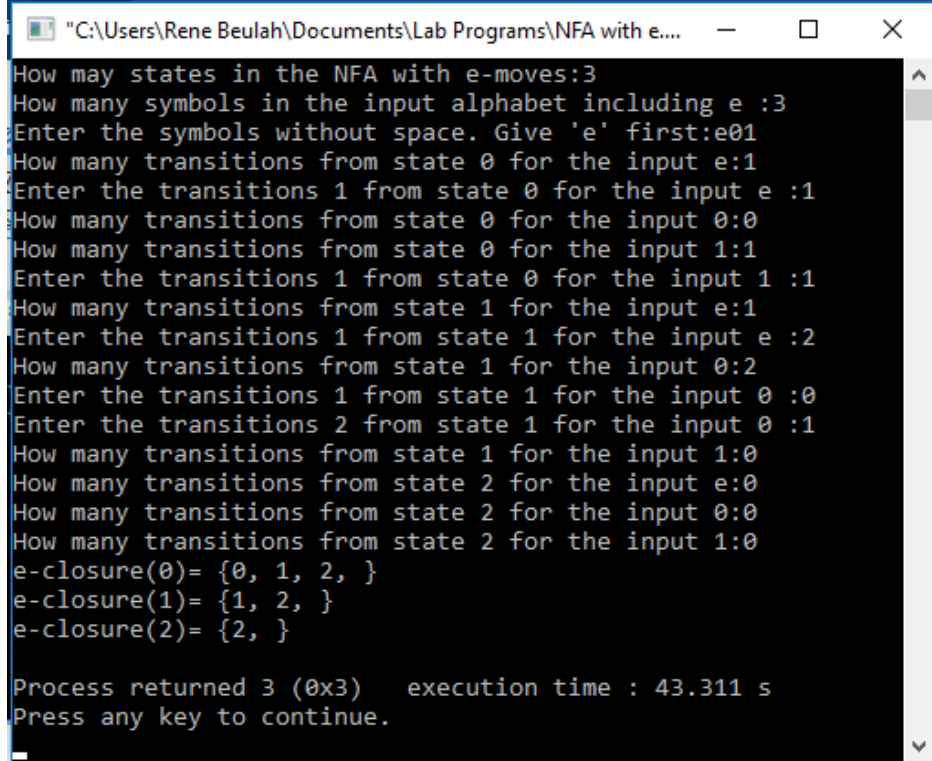 "C:\Users\Rene Beulah\Documents\Lab Programs\NFA with e....
How may states in the NFA with e-moves:3
How many symbols in the input alphabet including e :3
Enter the symbols without space. Give 'e' first:e01
How many transitions from state 0 for the input e:1
Enter the transitions 1 from state 0 for the input e :1
How many transitions from state 0 for the input 0:0
How many transitions from state 0 for the input 1:1
Enter the transitions 1 from state 0 for the input 1 :1
How many transitions from state 1 for the input e:1
Enter the transitions 1 from state 1 for the input e :2
How many transitions from state 1 for the input 0:2
Enter the transitions 1 from state 1 for the input 0 :0
Enter the transitions 2 from state 1 for the input 0 :1
How many transitions from state 1 for the input 1:0
How many transitions from state 2 for the input e:0
How many transitions from state 2 for the input 0:0
How many transitions from state 2 for the input 1:0
e-closure(0)= {0, 1, 2, }
e-closure(1)= {1, 2, }
e-closure(2)= {2, }
Process returned 3 (0x3)   execution time : 43.311 s
Press any key to continue.